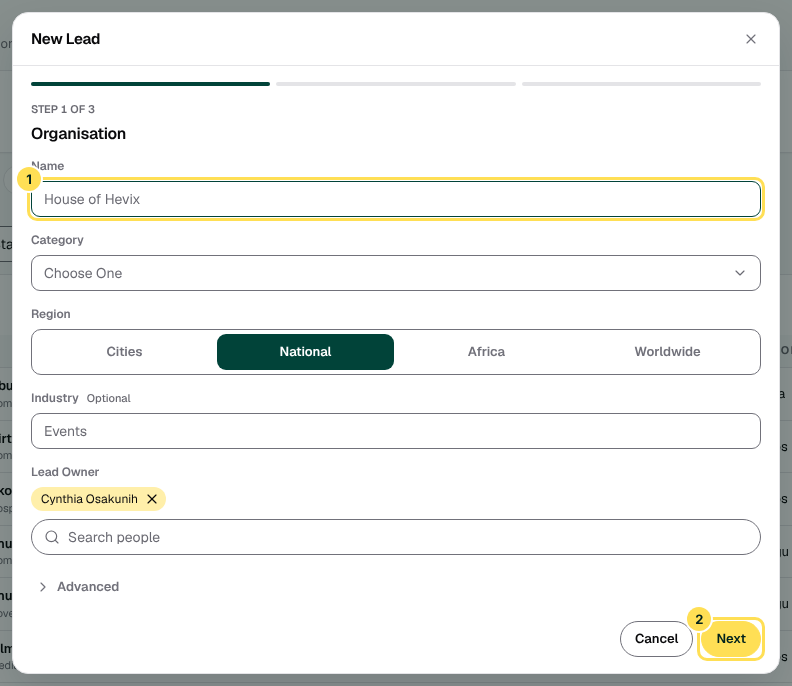 New Lead
STEP 1 OF 3
Organisation
Name
1
House of Hevix
Category
Choose One
Region
Cities National Africa Worldwide
Industry Optional
Events
Lead Owner
Cynthia Osakunih
Search people
Advanced
2
Cancel Next